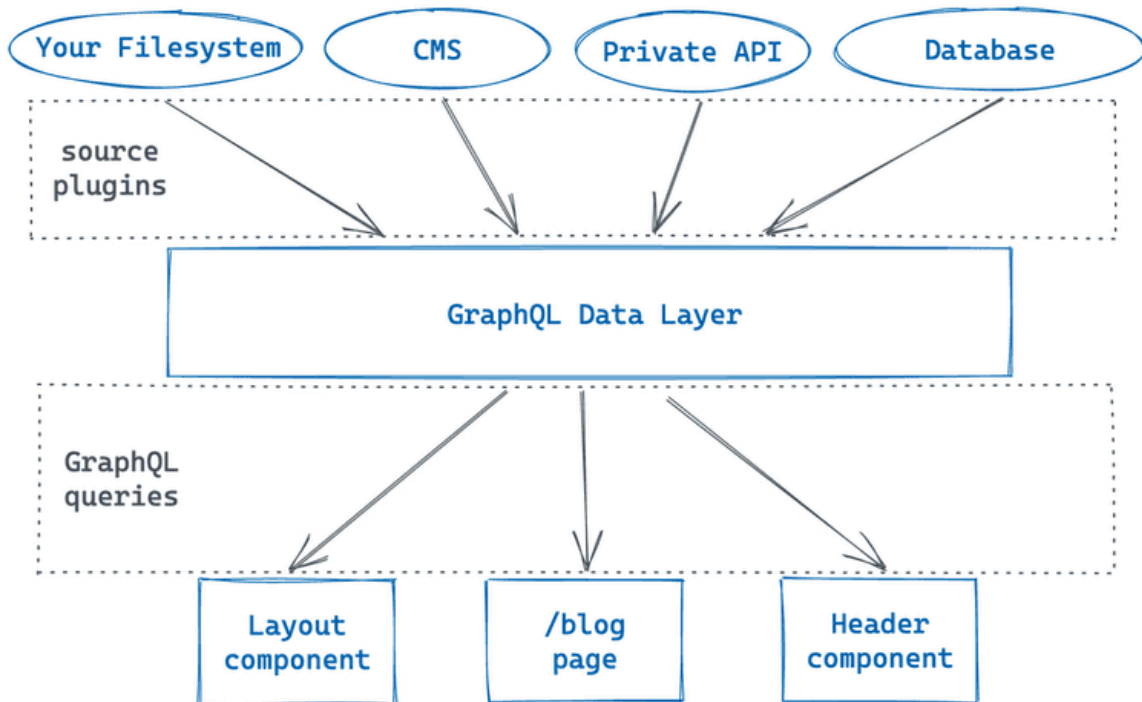 Your Filesystem
CMS
Private API
Database
source
plugins
GraphQL Data Layer
GraphQL
queries
Layout
component
/blog
page
Header
component